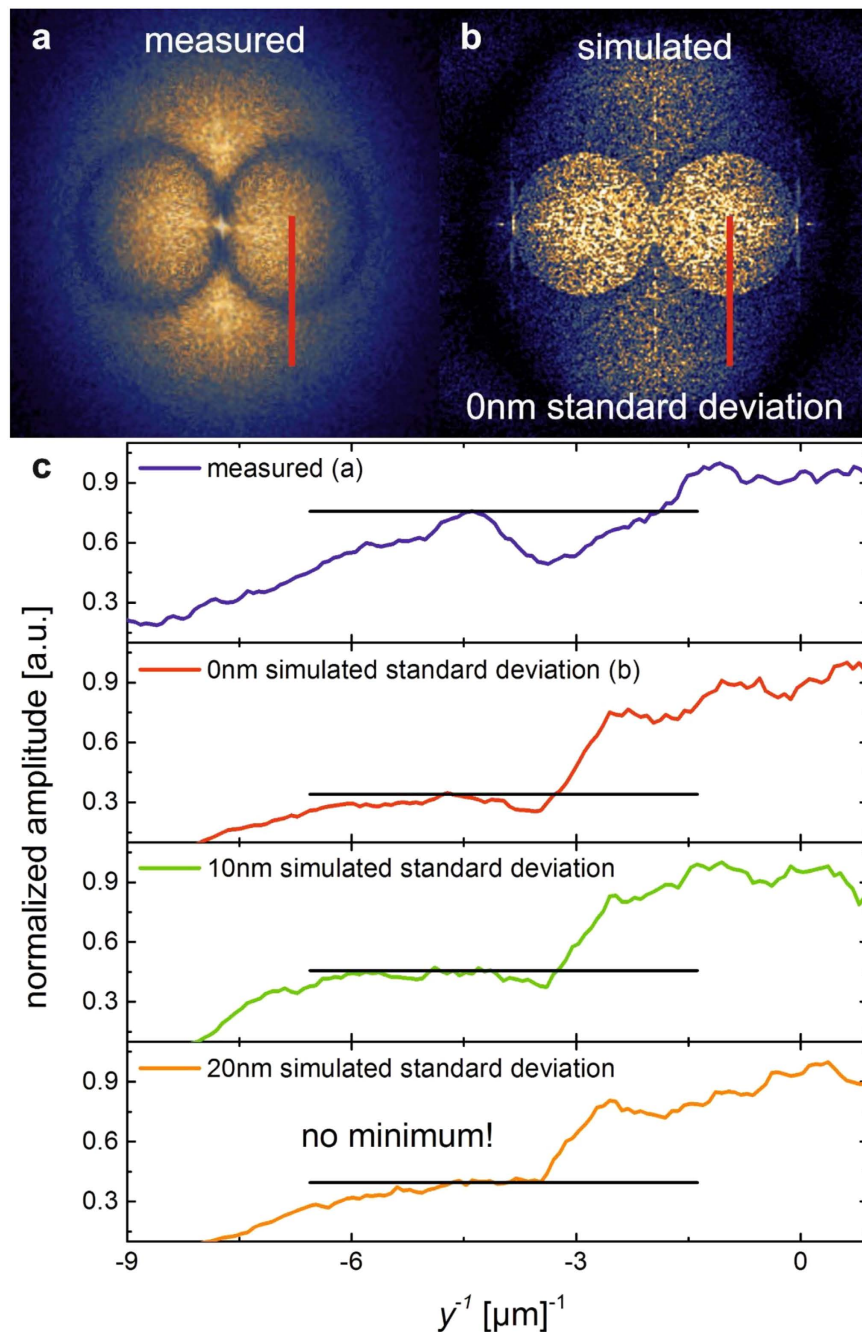 a
measured
b
simulated
0nm standard deviation
c
measured (a)
0.9
0.6
0.3
0nm simulated standard deviation (b)
0.9
0.6
0.3
10nm simulated standard deviation
0.9
0.6
0.3
20nm simulated standard deviation
no minimum!
0.9
0.6
0.3
normalized amplitude [a.u.]
-9
-6
-3
0
y⁻¹ [µm]⁻¹